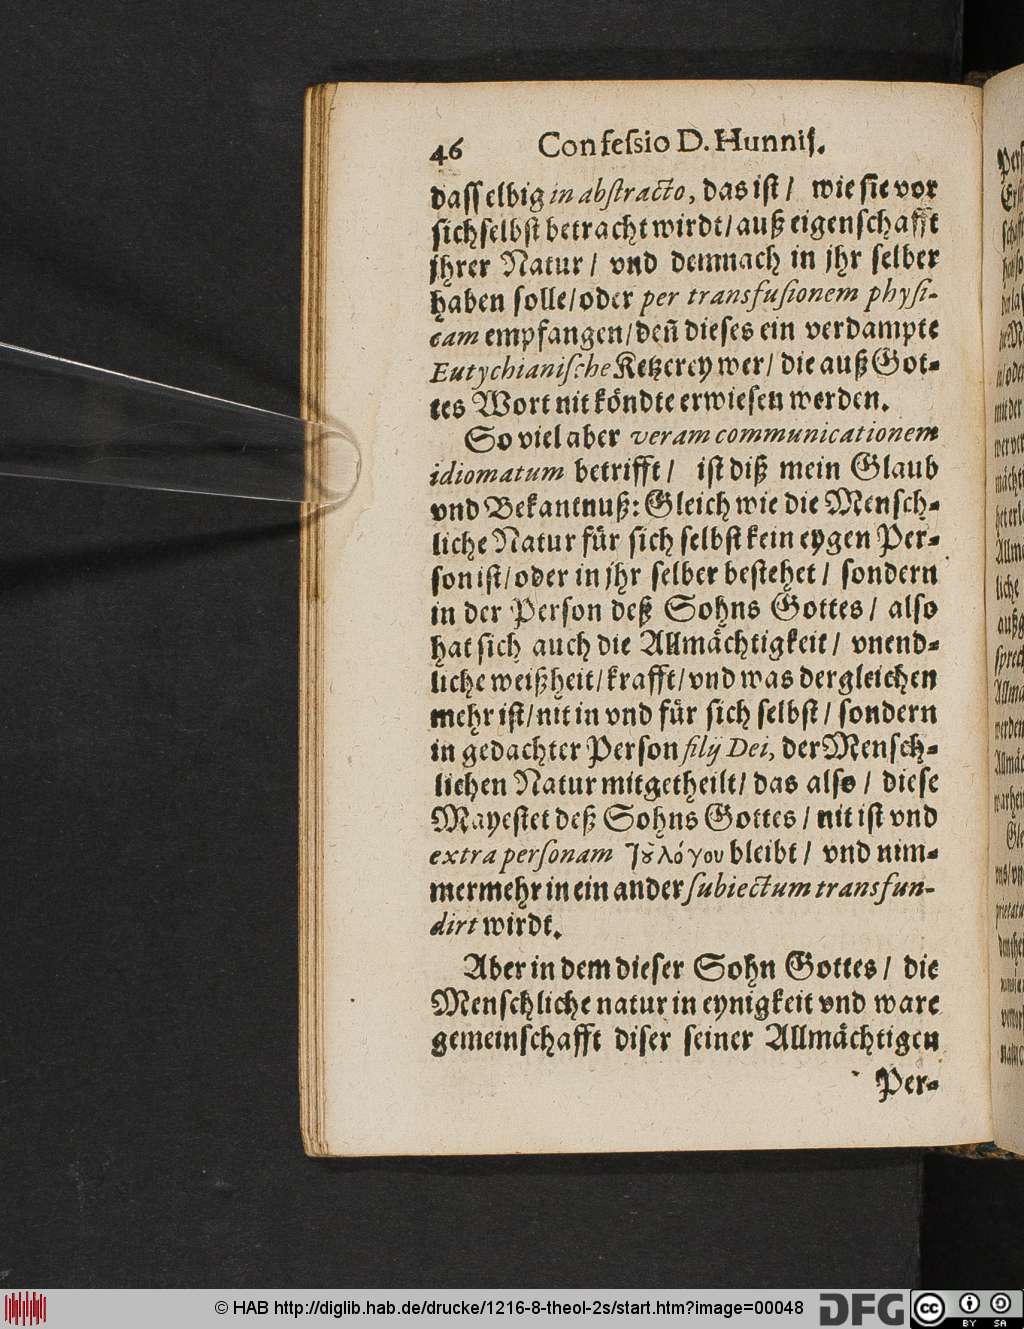 46 Confeſsio D. Hunnij.
daſſelbig in abſtracto, das iſt / wie ſie vor
ſich ſelbſt betracht wirdt / auß eigenſchafft
jhrer Natur / vnd demnach in jhr ſelber
haben ſolle / oder per transfuſionem phyſi-
cam empfangen / deñ dieſes ein verdampte
Eutychianiſche Ketzerey wer / die auß Got-
tes Wort nit köndte erwieſen werden.
So viel aber veram communicationem
idiomatum betrifft / iſt diß mein Glaub
vnd Bekantnuß: Gleich wie die Menſch-
liche Natur für ſich ſelbſt kein eygen Per-
ſon iſt / oder in jhr ſelber beſtehet / ſondern
in der Perſon deß Sohns Gottes / alſo
hat ſich auch die Allmächtigkeit / vnend-
liche weißheit / krafft / vnd was dergleichen
mehr iſt / nit in vnd für ſich ſelbſt / ſondern
in gedachter Perſon filij Dei, der Menſch-
lichen Natur mitgetheilt / das alſo / dieſe
Mayeſtet deß Sohns Gottes / nit iſt vnd
extra perſonam τȣ͂ λόγου bleibt / vnd nim-
mermehr in ein ander ſubiectum transfun-
dirt wirdt.
Aber in dem dieſer Sohn Gottes / die
Menſchliche natur in eynigkeit vnd ware
gemeinſchafft diſer ſeiner Allmächtigen
Per-
© HAB http://diglib.hab.de/drucke/1216-8-theol-2s/start.htm?image=00048
DFG
cc BY SA